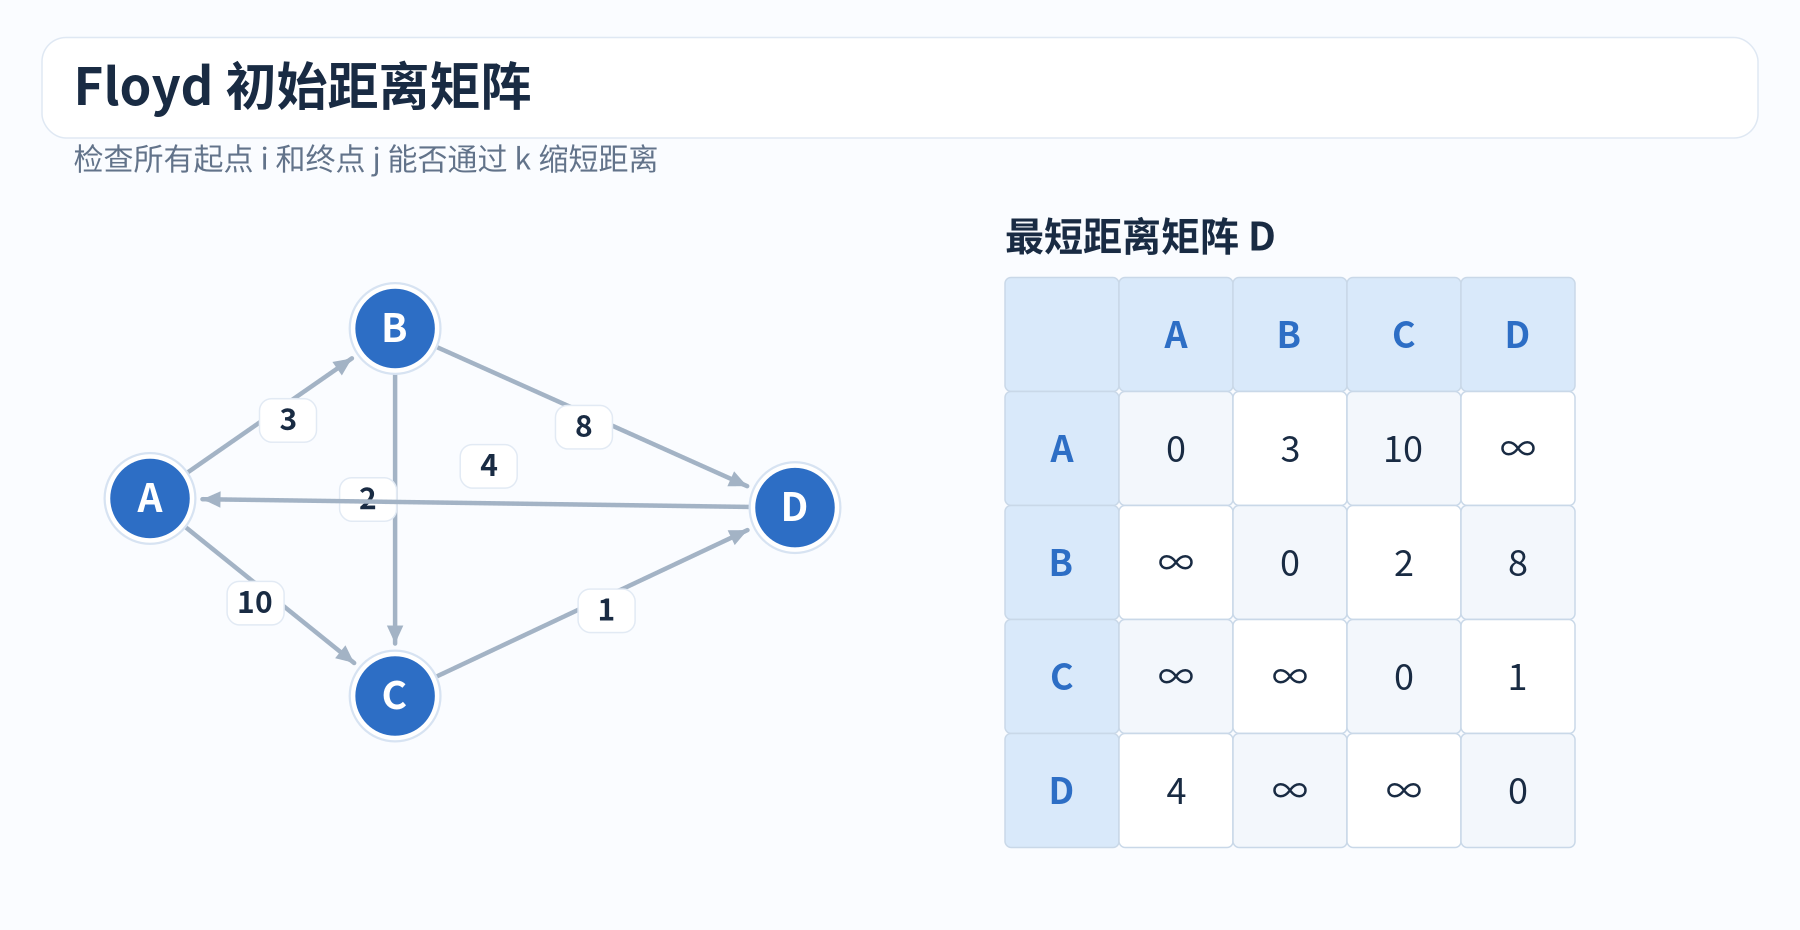 Floyd 初始距离矩阵
检查所有起点 i 和终点 j 能否通过 k 缩短距离
最短距离矩阵 D
B
3
8
4
A
2
D
10
1
C
A B C D
A 0 3 10 ∞
B ∞ 0 2 8
C ∞ ∞ 0 1
D 4 ∞ ∞ 0